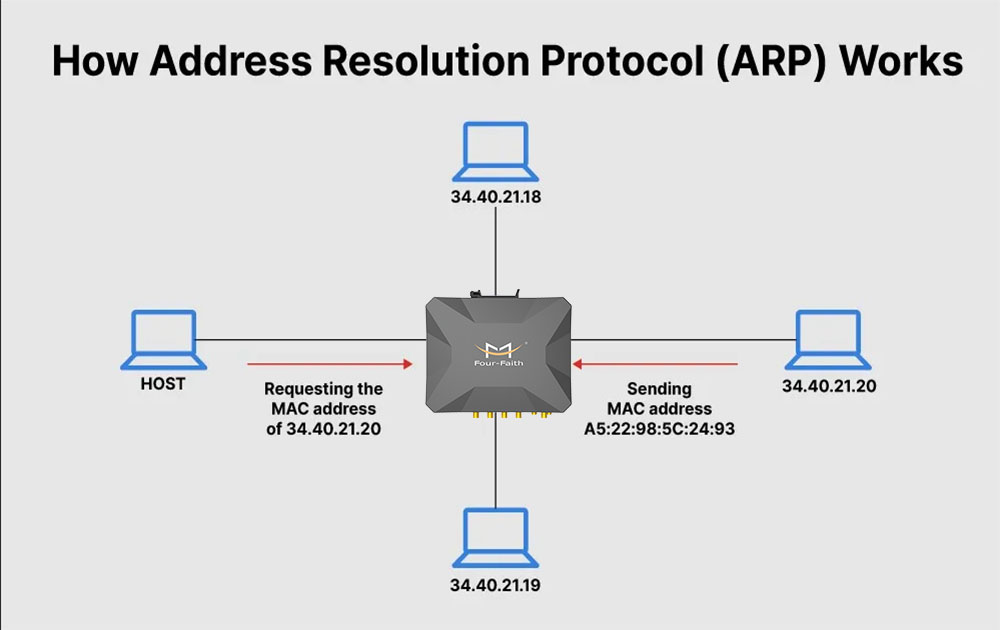 How Address Resolution Protocol (ARP) Works
34.40.21.18
Four-Faith
HOST
Requesting the
MAC address
of 34.40.21.20
Sending
MAC address
A5:22:98:5C:24:93
34.40.21.20
34.40.21.19